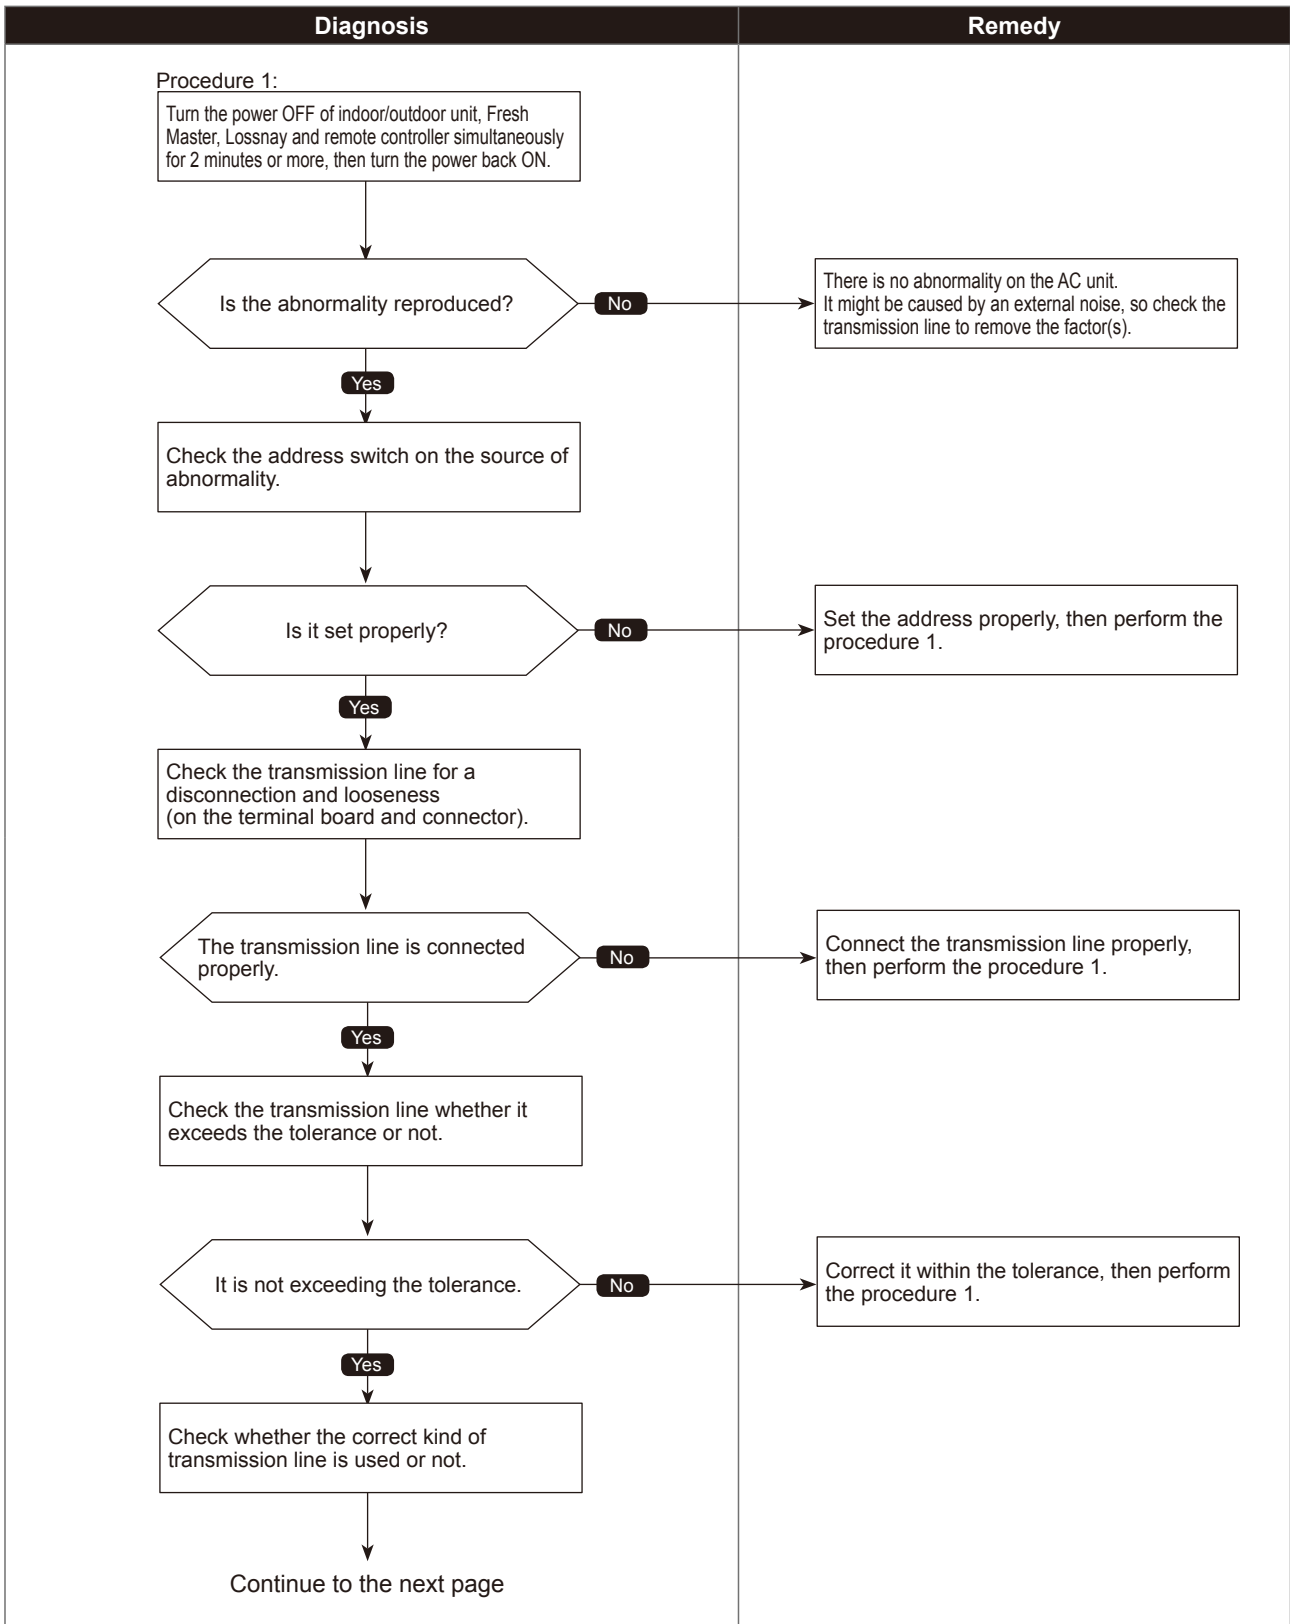 Diagnosis
Remedy
Procedure 1:
Turn the power OFF of indoor/outdoor unit, Fresh
Master, Lossnay and remote controller simultaneously
for 2 minutes or more, then turn the power back ON.
Is the abnormality reproduced?
No
There is no abnormality on the AC unit.
It might be caused by an external noise, so check the
transmission line to remove the factor(s).
Yes
Check the address switch on the source of
abnormality.
Is it set properly?
No
Set the address properly, then perform the
procedure 1.
Yes
Check the transmission line for a
disconnection and looseness
(on the terminal board and connector).
The transmission line is connected
properly.
No
Connect the transmission line properly,
then perform the procedure 1.
Yes
Check the transmission line whether it
exceeds the tolerance or not.
It is not exceeding the tolerance.
No
Correct it within the tolerance, then perform
the procedure 1.
Yes
Check whether the correct kind of
transmission line is used or not.
Continue to the next page